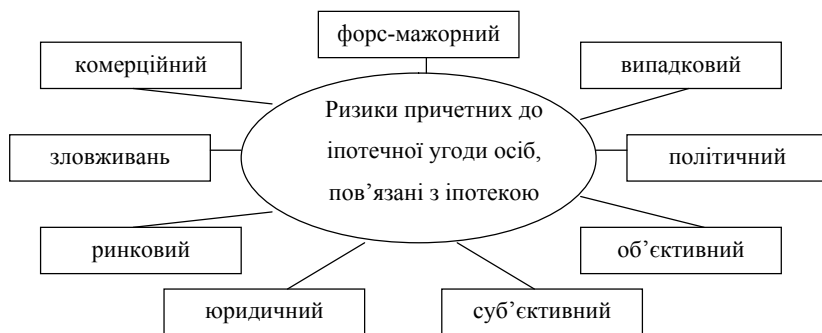 форс-мажорний
комерційний
випадковий
Ризики причетних до
іпотечної угоди осіб,
пов’язані з іпотекою
зловживань
політичний
ринковий
об’єктивний
юридичний
суб’єктивний